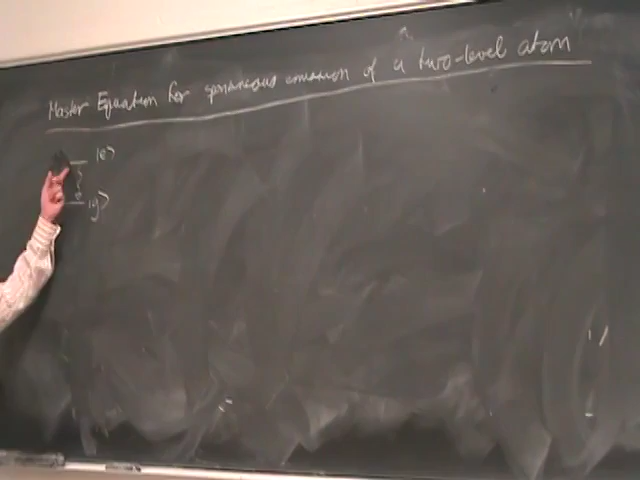 Master Equation for spontaneous emission of a two-level atom
|e>
|g>